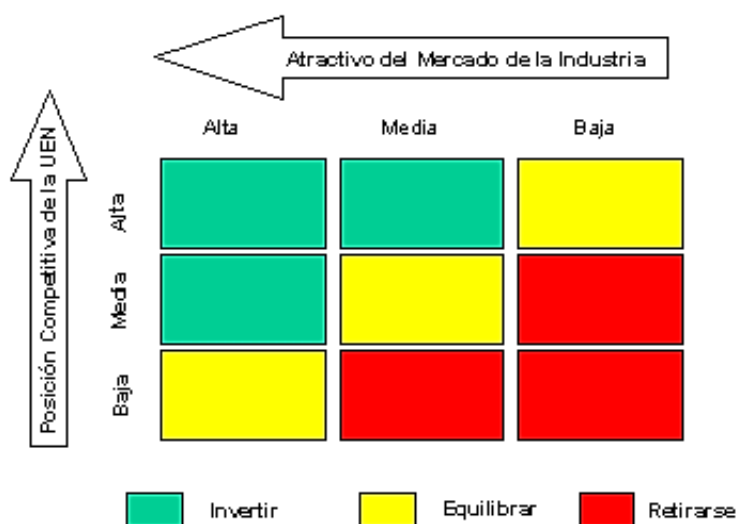 Atractivo del Mercado de la Industria
Posición Competitiva de la UEN
Alta Media Baja
Alta
Media
Baja
Invertir Equilibrar Retirarse